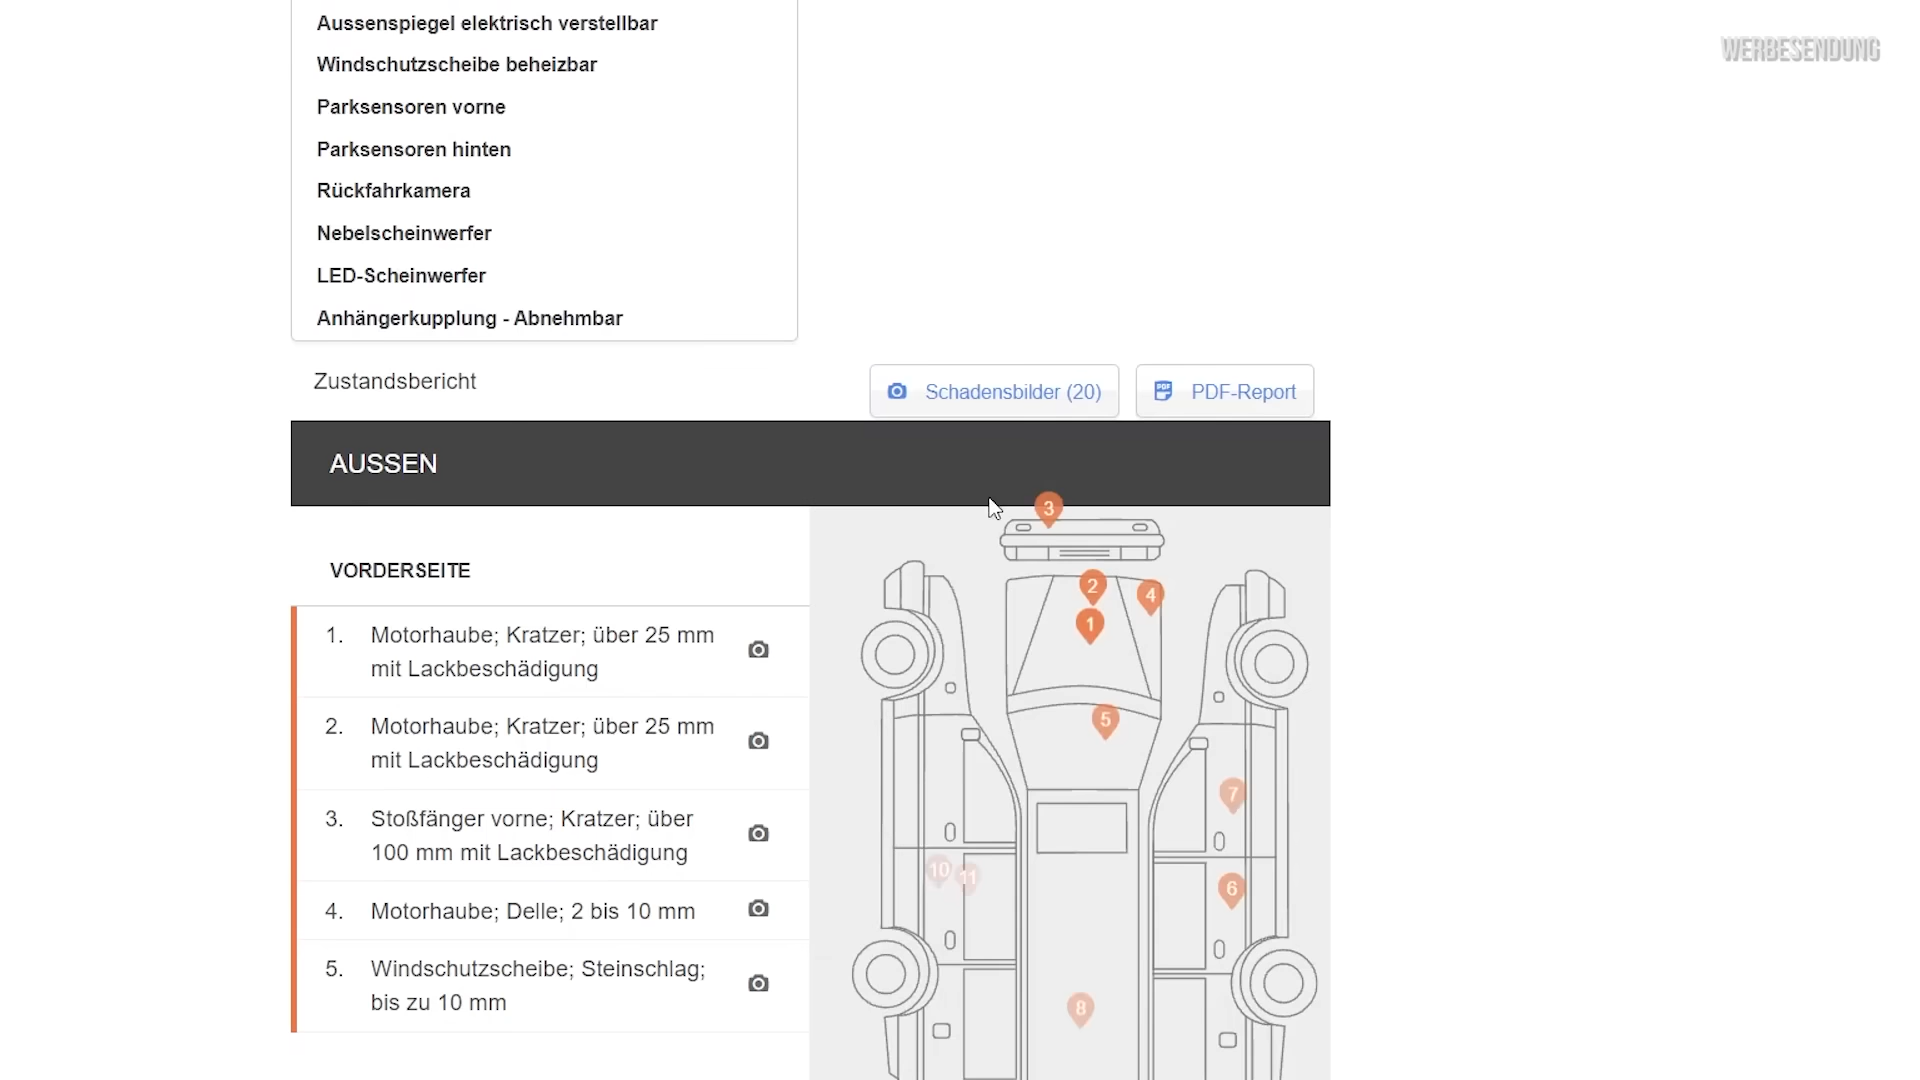 Aussenspiegel elektrisch verstellbar
WERBESENDUNG
Windschutzscheibe beheizbar
Parksensoren vorne
Parksensoren hinten
Rückfahrkamera
Nebelscheinwerfer
LED-Scheinwerfer
Anhängerkupplung - Abnehmbar
Zustandsbericht
Schadensbilder (20)
PDF
PDF-Report
AUSSEN
VORDERSEITE
1. Motorhaube; Kratzer; über 25 mm
mit Lackbeschädigung
2. Motorhaube; Kratzer; über 25 mm
mit Lackbeschädigung
3. Stoßfänger vorne; Kratzer; über
100 mm mit Lackbeschädigung
4. Motorhaube; Delle; 2 bis 10 mm
5. Windschutzscheibe; Steinschlag;
bis zu 10 mm
3
2
4
1
5
7
10
11
6
8